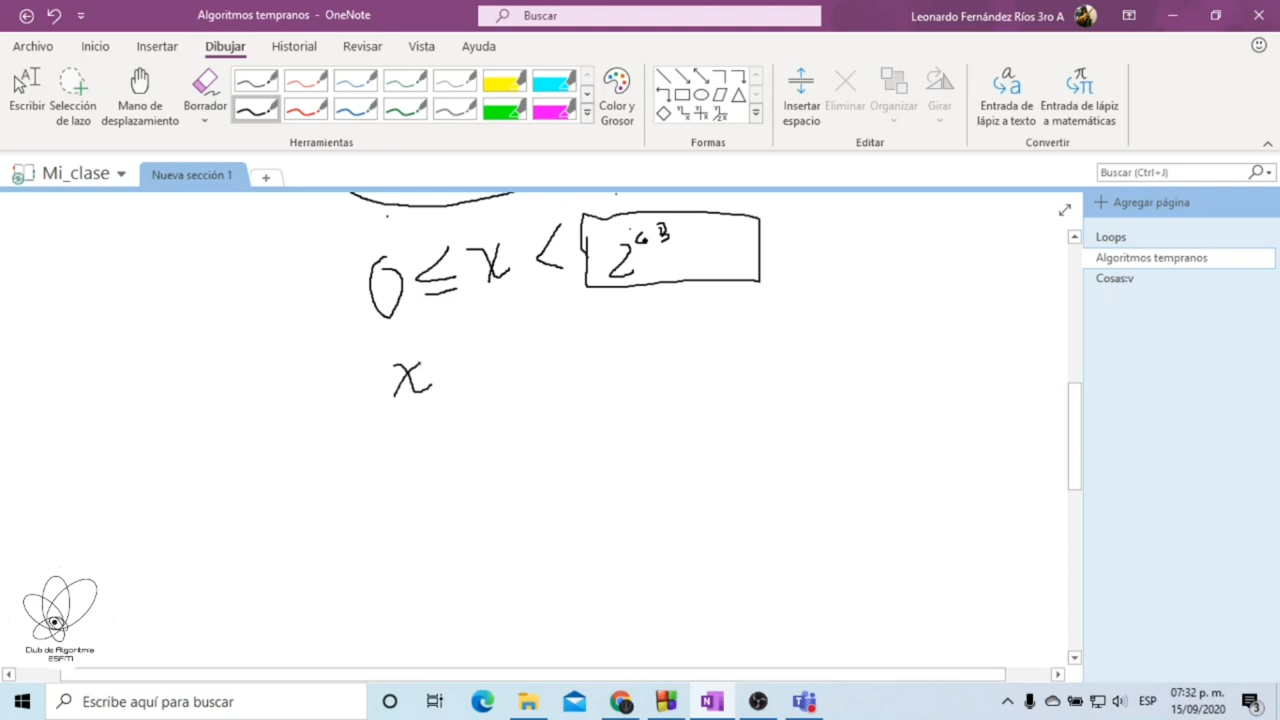 Algoritmos tempranos - OneNote
Buscar
Leonardo Fernández Ríos 3ro A
Archivo Inicio Insertar Dibujar Historial Revisar Vista Ayuda
Escribir
Selección de lazo
Mano de desplazamiento
Borrador
Color y Grosor
Insertar espacio
Eliminar
Organizar
Girar
Entrada de lápiz a texto
Entrada de lápiz a matemáticas
Herramientas
Formas
Editar
Convertir
Mi_clase
Nueva sección 1
Buscar (Ctrl+J)
Agregar página
Loops
Algoritmos tempranos
Cosas:v
0 ≤ x < 2^63
x
Club de Algoritmia
ESFM
Escribe aquí para buscar
ESP
07:32 p. m.
15/09/2020
3